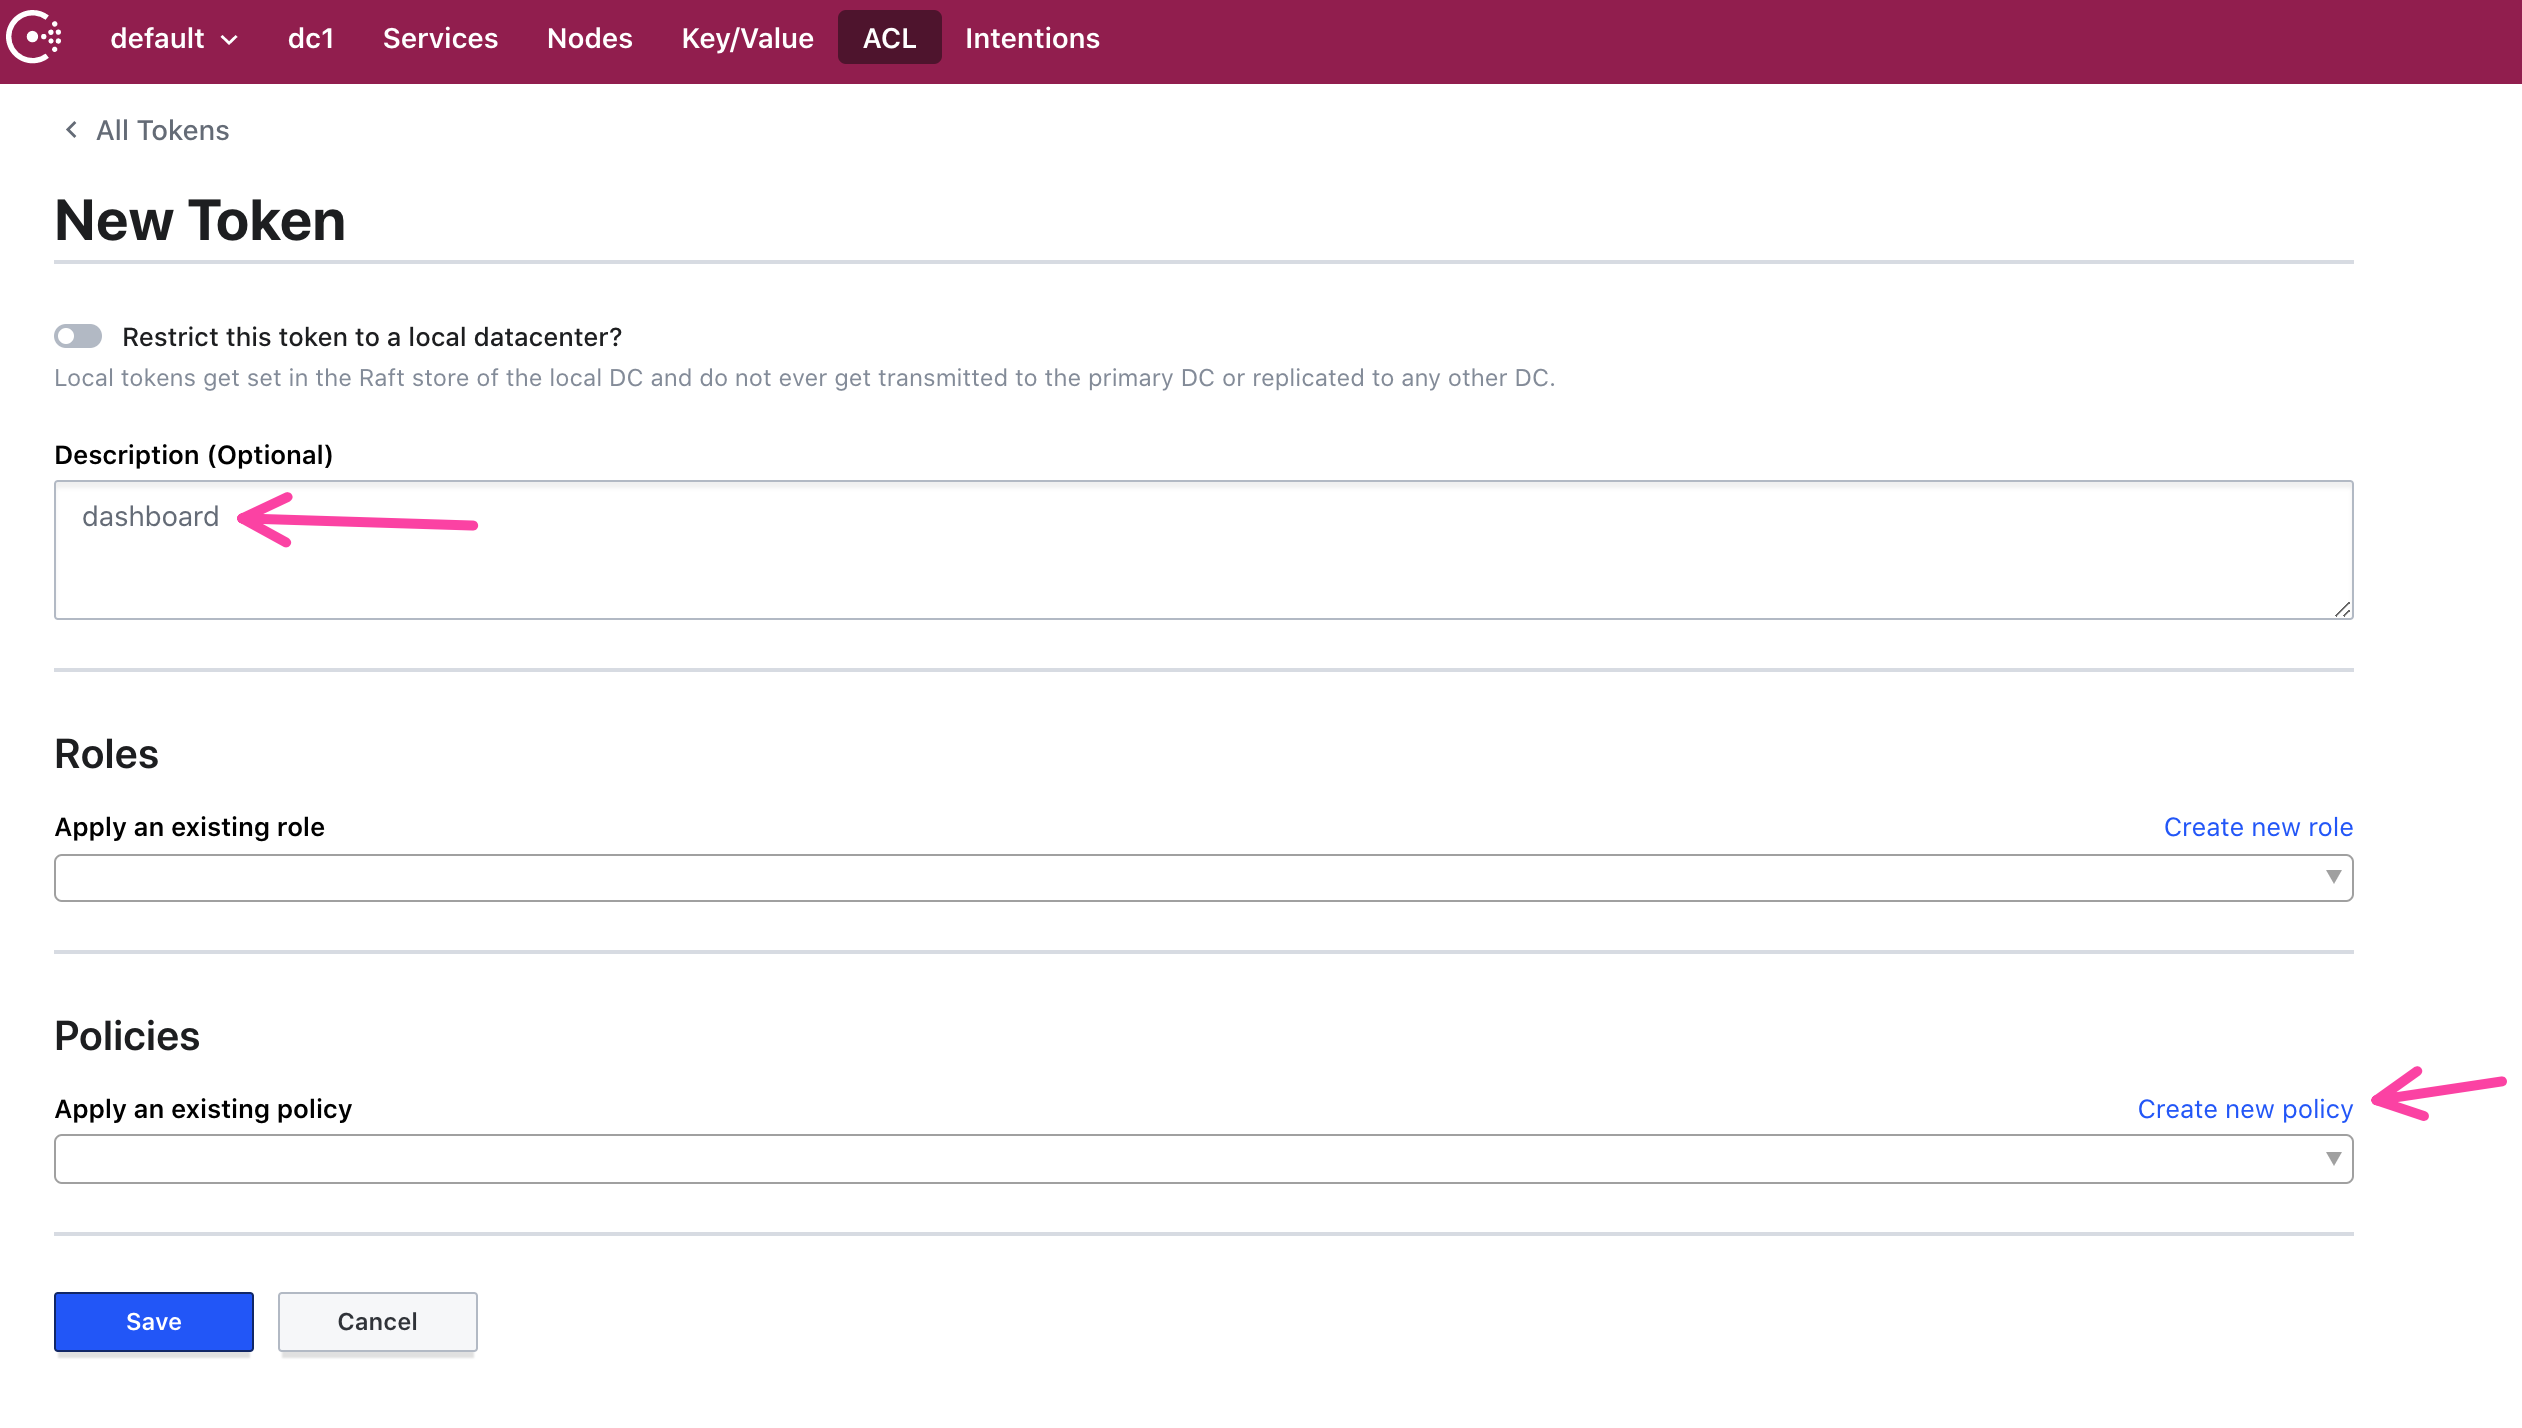 default dc1 Services Nodes Key/Value ACL Intentions
All Tokens
New Token
Restrict this token to a local datacenter?
Local tokens get set in the Raft store of the local DC and do not ever get transmitted to the primary DC or replicated to any other DC.
Description (Optional)
dashboard
Roles
Apply an existing role Create new role
Policies
Apply an existing policy Create new policy
Save Cancel